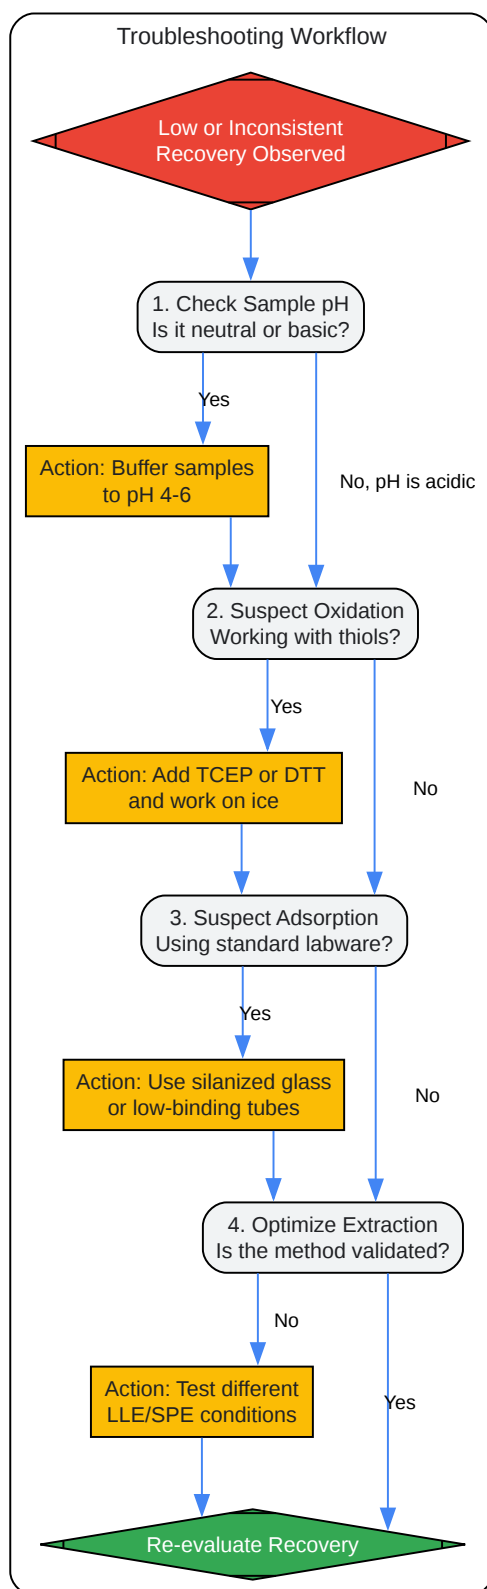 Troubleshooting Workflow
Low or Inconsistent
Recovery Observed
1. Check Sample pH
Is it neutral or basic?
Yes
Action: Buffer samples
to pH 4-6
No, pH is acidic
2. Suspect Oxidation
Working with thiols?
Yes
Action: Add TCEP or DTT
and work on ice
No
3. Suspect Adsorption
Using standard labware?
Yes
Action: Use silanized glass
or low-binding tubes
No
4. Optimize Extraction
Is the method validated?
No
Action: Test different
LLE/SPE conditions
Yes
Re-evaluate Recovery